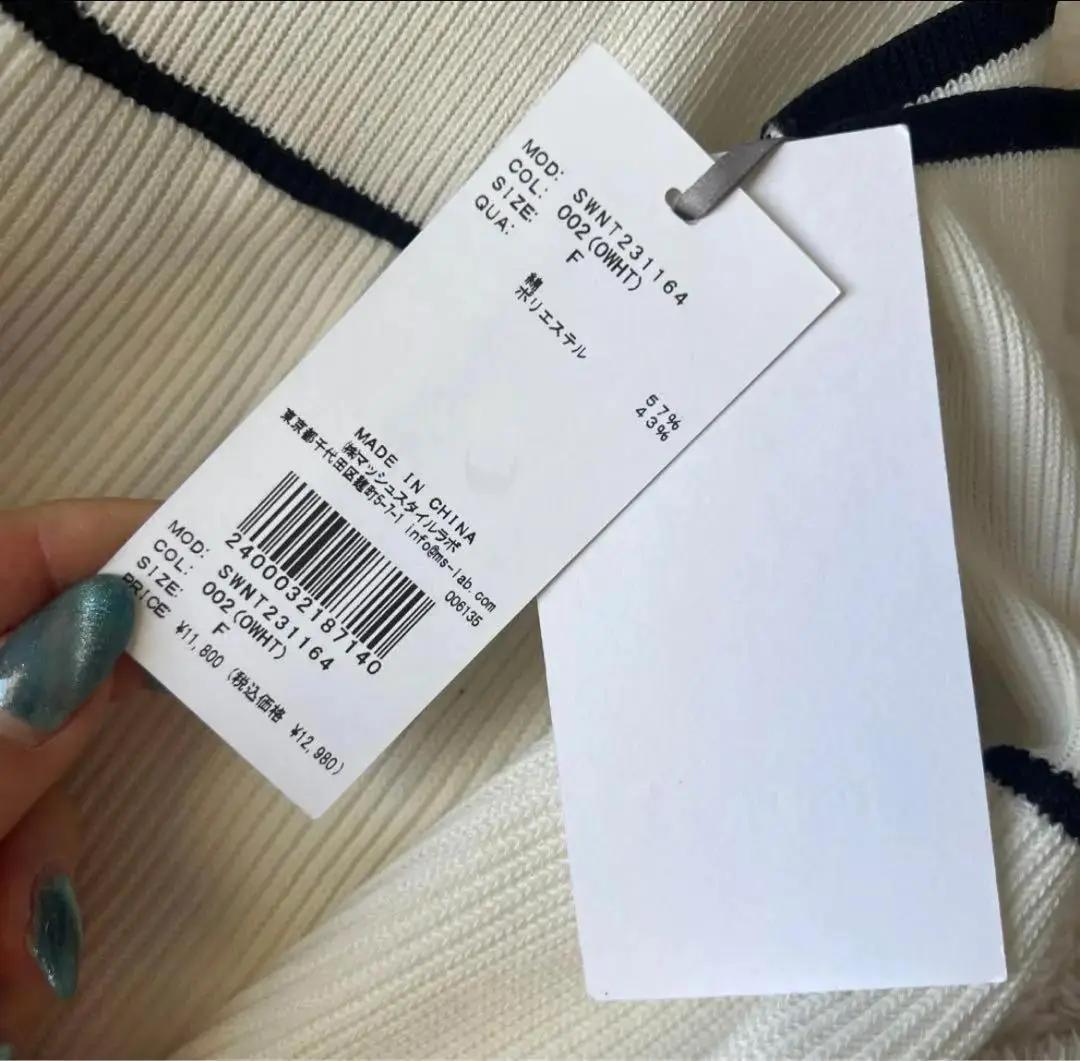 MOD: SWNT231164
COL: 002(OWHT)
SIZE: F
QUA:
綿 57%
ポリエステル 43%
MADE IN CHINA
㈱マッシュスタイルラボ
東京都千代田区麹町5-7-1 info@ms-lab.com
006135
2400032187140
MOD: SWNT231164
COL: 002(OWHT)
SIZE: F
PRICE ¥11,800 (税込価格 ¥12,980)